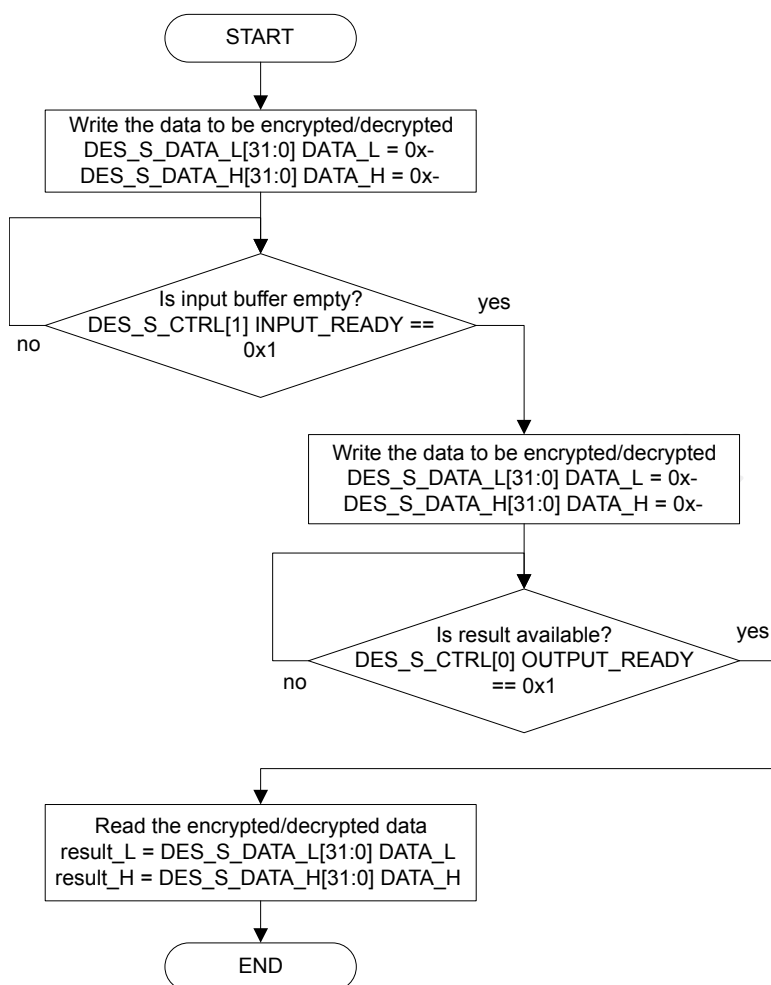 START
Write the data to be encrypted/decrypted
DES_S_DATA_L[31:0] DATA_L = 0x-
DES_S_DATA_H[31:0] DATA_H = 0x-
Is input buffer empty?
DES_S_CTRL[1] INPUT_READY ==
0x1
yes
no
Write the data to be encrypted/decrypted
DES_S_DATA_L[31:0] DATA_L = 0x-
DES_S_DATA_H[31:0] DATA_H = 0x-
Is result available?
DES_S_CTRL[0] OUTPUT_READY
== 0x1
yes
no
Read the encrypted/decrypted data
result_L = DES_S_DATA_L[31:0] DATA_L
result_H = DES_S_DATA_H[31:0] DATA_H
END